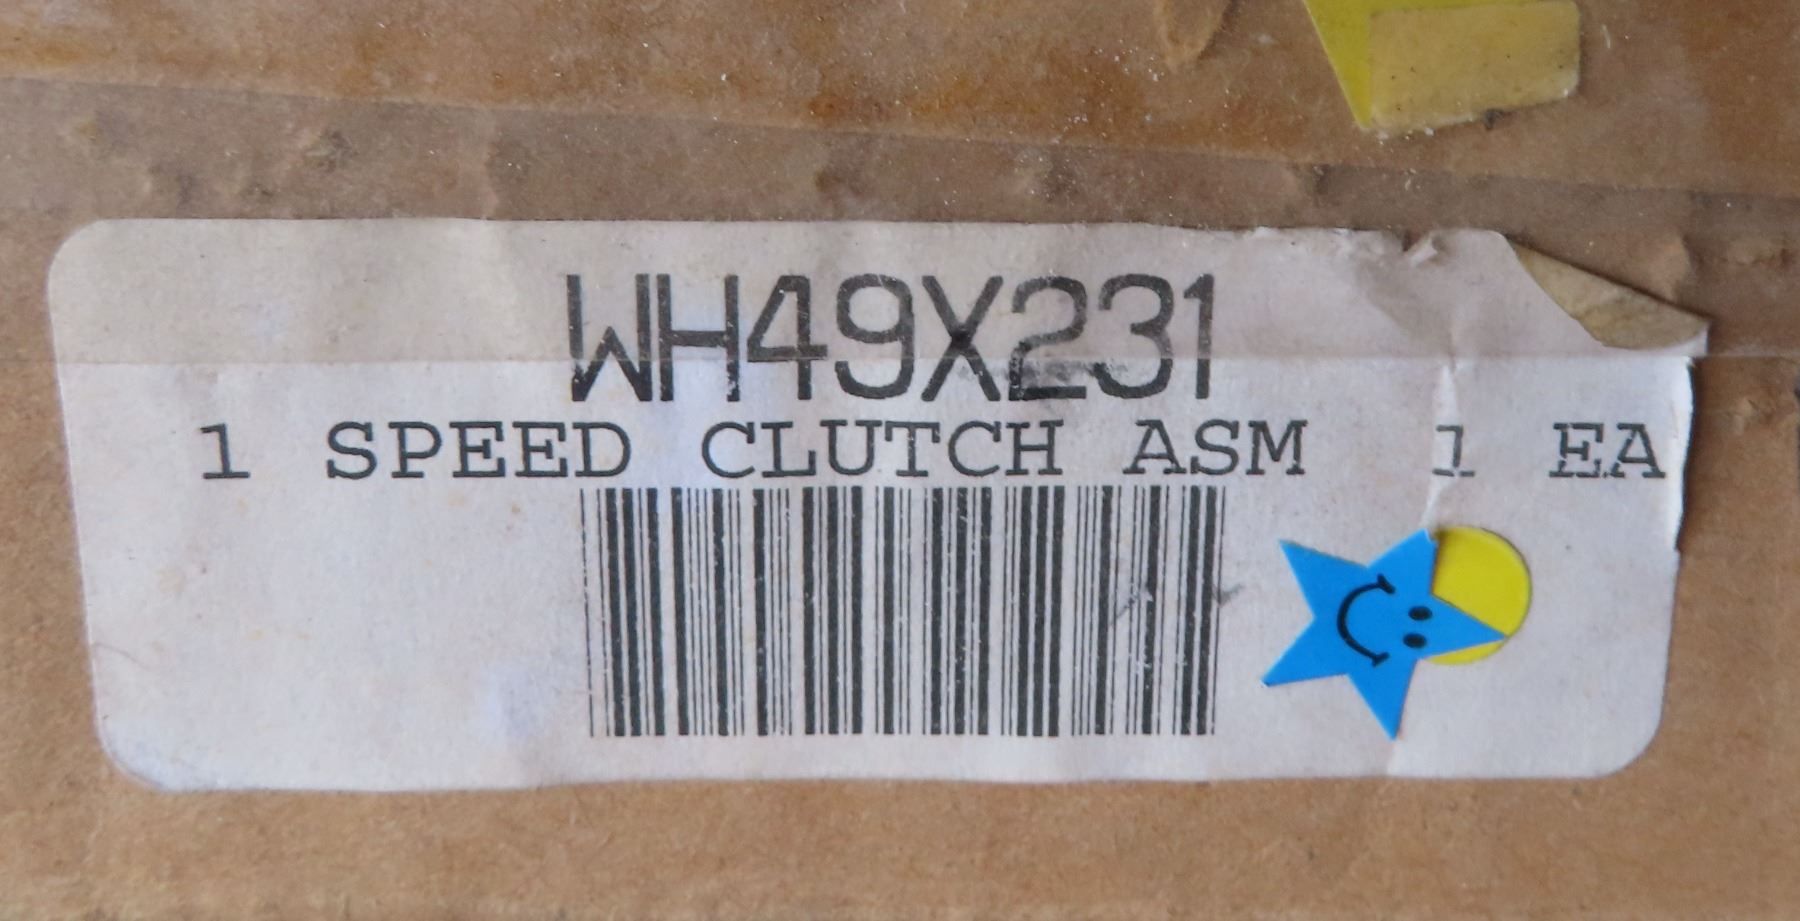 WH49X231
1 SPEED CLUTCH ASM 1 EA